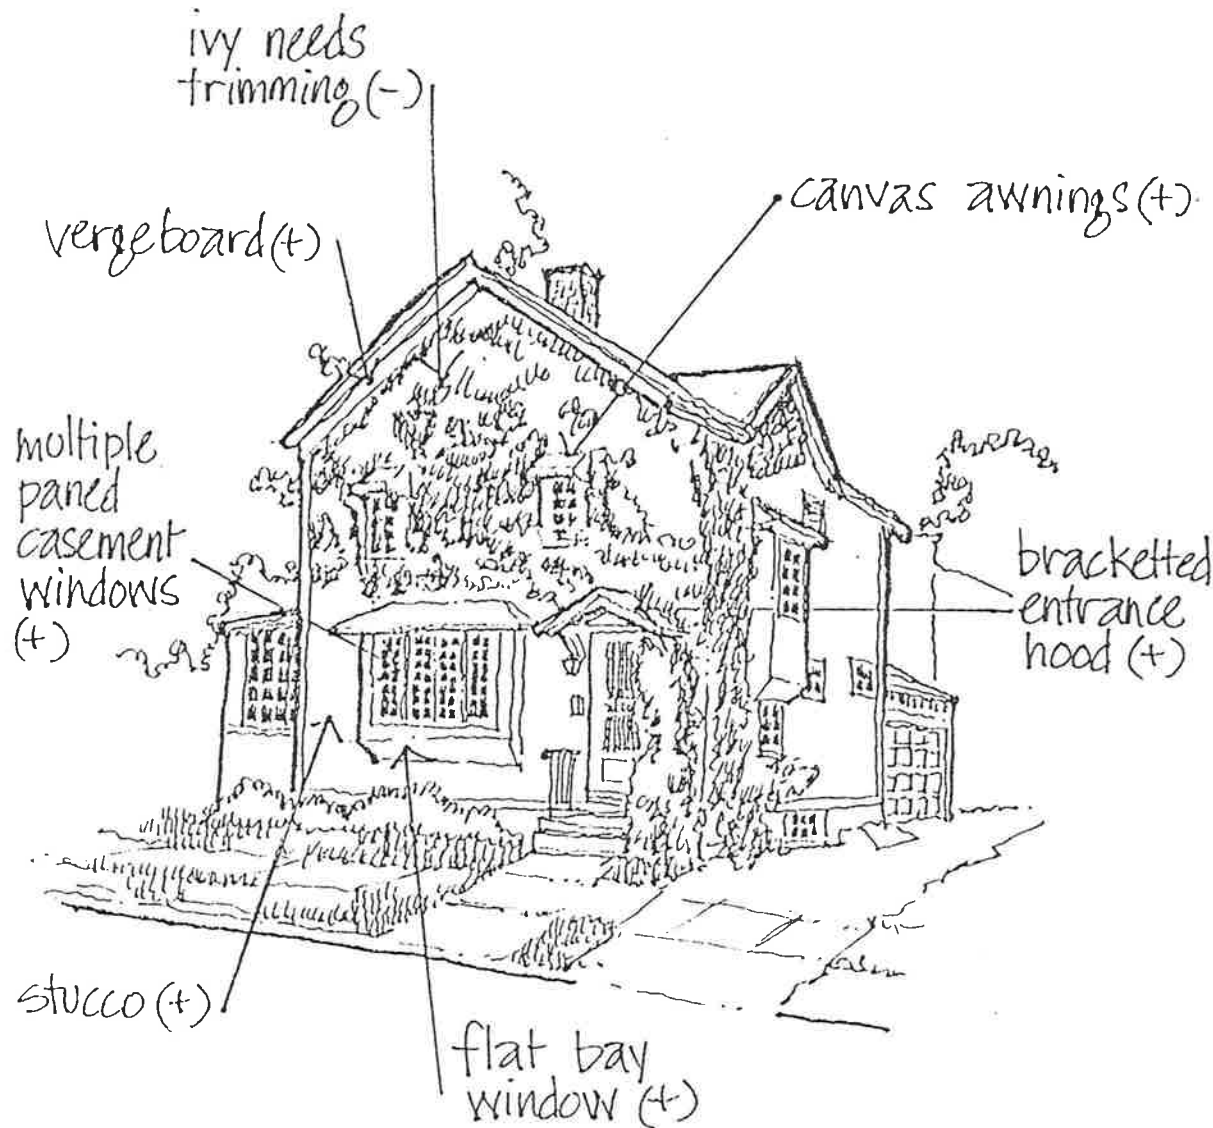 ivy needs
trimming (-)
canvas awnings (+)
vergeboard (+)
multiple
paned
casement
windows
(+)
bracketted
entrance
hood (+)
stucco (+)
flat bay
window (+)